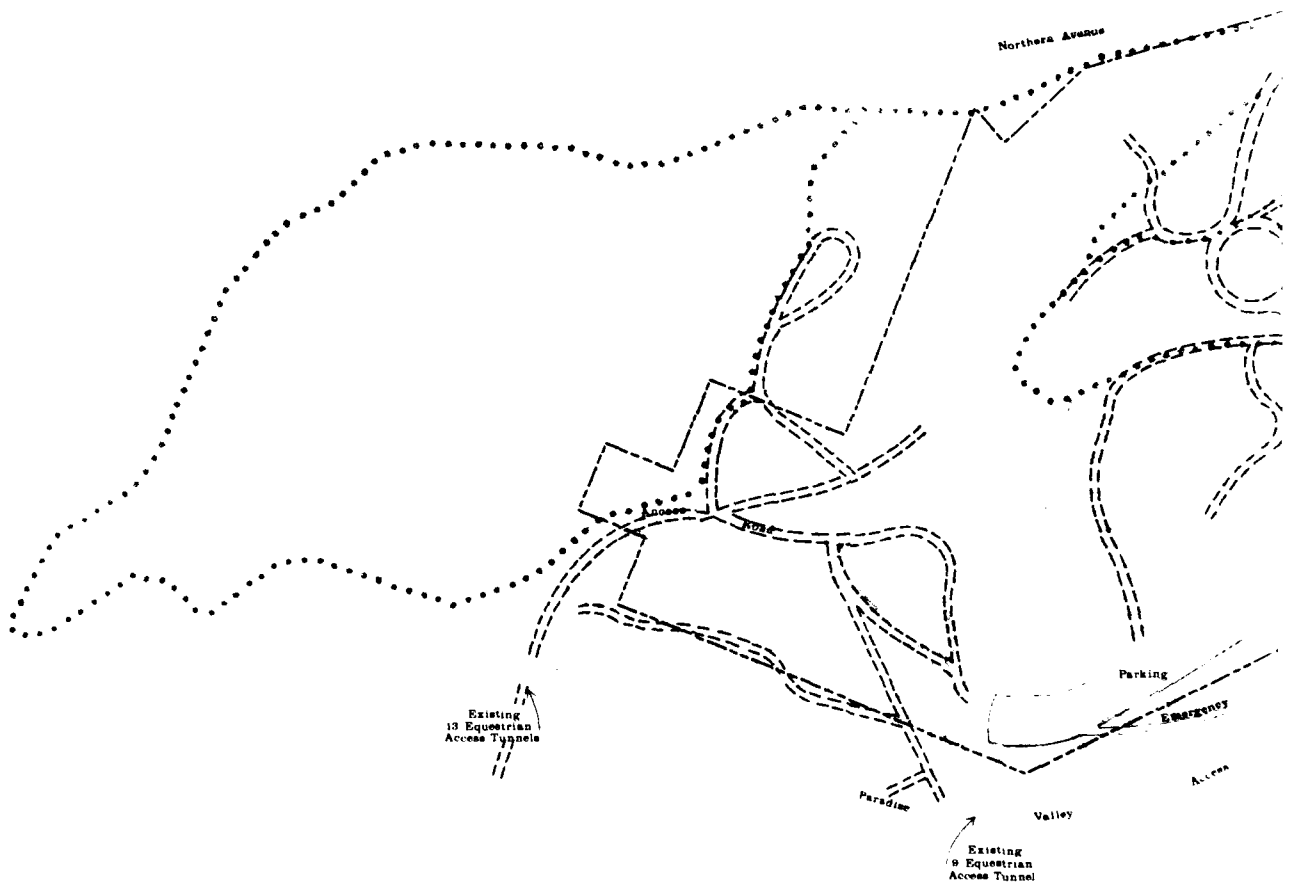 Northern Avenue
Access
Road
Parking
Emergency
Access
Existing
13 Equestrian
Access Tunnels
Paradise
Valley
Existing
9 Equestrian
Access Tunnel